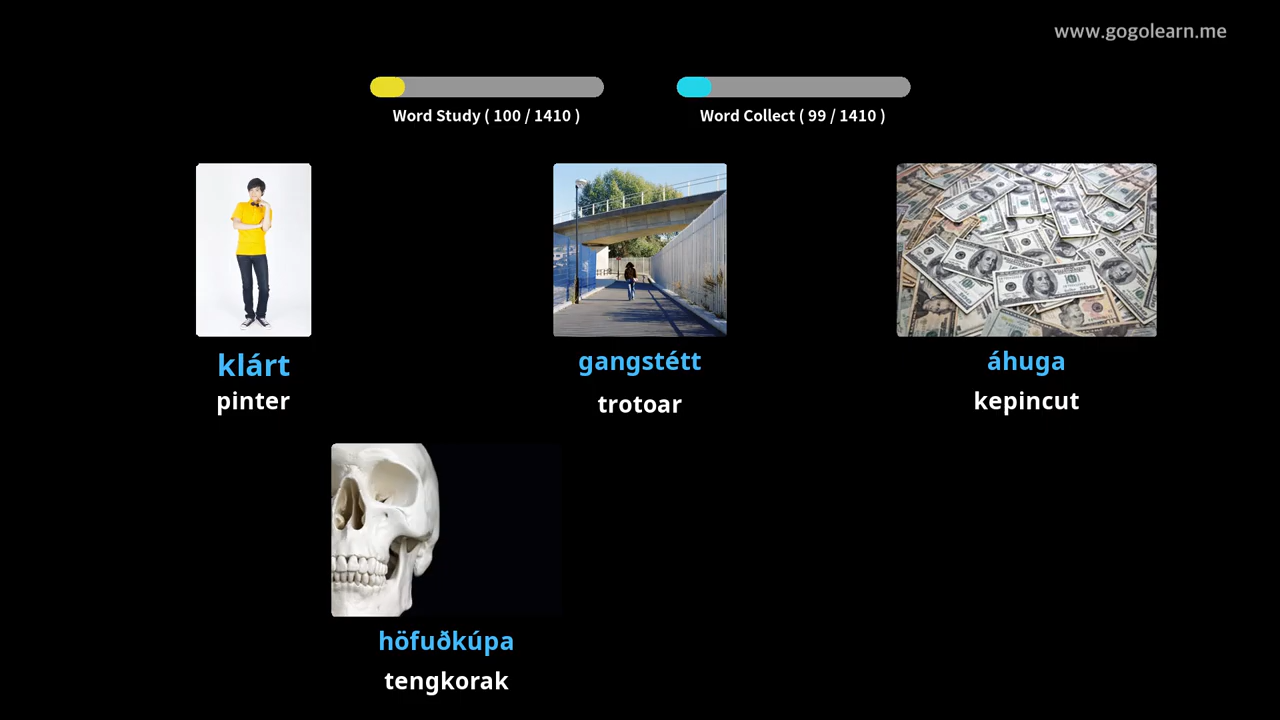 www.gogolearn.me
Word Study ( 100 / 1410 )
Word Collect ( 99 / 1410 )
klárt
pinter
gangstétt
trotoar
áhuga
kepincut
höfuðkúpa
tengkorak